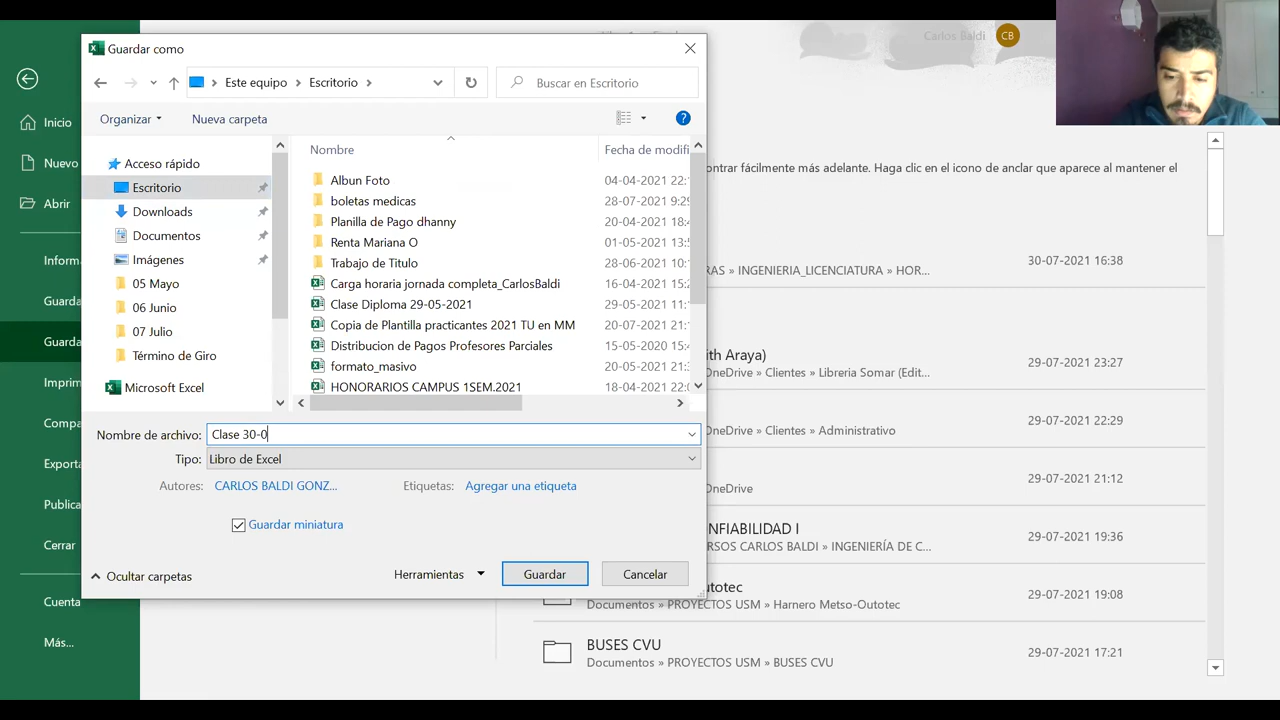 Guardar como
Carlos Baldi
CB
Este equipo
Escritorio
Buscar en Escritorio
Organizar
Nueva carpeta
?
Inicio
Nuevo
Abrir
Informa
Guarda
Guarda
Imprim
Compa
Exporta
Publica
Cerrar
Cuenta
Más...
Acceso rápido
Escritorio
Downloads
Documentos
Imágenes
05 Mayo
06 Junio
07 Julio
Término de Giro
Microsoft Excel
Nombre
Fecha de modifi
Albun Foto
04-04-2021 22:
boletas medicas
28-07-2021 9:29
Planilla de Pago dhanny
20-04-2021 18:4
Renta Mariana O
01-05-2021 13:5
Trabajo de Titulo
28-06-2021 10:
Carga horaria jornada completa_CarlosBaldi
16-04-2021 15:2
Clase Diploma 29-05-2021
29-05-2021 11:
Copia de Plantilla practicantes 2021 TU en MM
20-07-2021 21:
Distribucion de Pagos Profesores Parciales
15-05-2020 15:4
formato_masivo
20-05-2021 21:3
HONORARIOS CAMPUS 1SEM.2021
18-04-2021 22:0
Nombre de archivo:
Clase 30-0
Tipo:
Libro de Excel
Autores:
CARLOS BALDI GONZ...
Etiquetas:
Agregar una etiqueta
Guardar miniatura
Ocultar carpetas
Herramientas
Guardar
Cancelar
ontrar fácilmente más adelante. Haga clic en el icono de anclar que aparece al mantener el
RAS » INGENIERIA_LICENCIATURA » HOR...
30-07-2021 16:38
ith Araya)
OneDrive » Clientes » Libreria Somar (Edit...
29-07-2021 23:27
OneDrive » Clientes » Administrativo
29-07-2021 22:29
OneDrive
29-07-2021 21:12
NFIABILIDAD I
RSOS CARLOS BALDI » INGENIERÍA DE C...
29-07-2021 19:36
utotec
Documentos » PROYECTOS USM » Harnero Metso-Outotec
29-07-2021 19:08
BUSES CVU
Documentos » PROYECTOS USM » BUSES CVU
29-07-2021 17:21